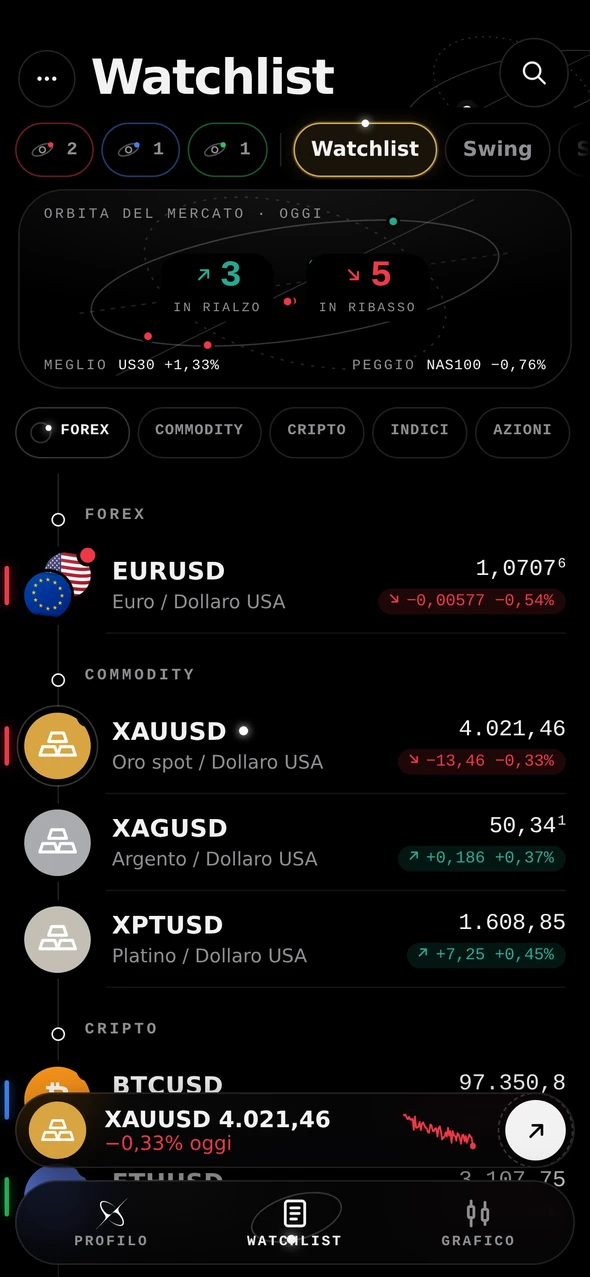 Watchlist
2 1 1 Watchlist Swing
ORBITA DEL MERCATO · OGGI
↗ 3 ↘ 5
IN RIALZO IN RIBASSO
MEGLIO US30 +1,33% PEGGIO NAS100 −0,76%
FOREX COMMODITY CRIPTO INDICI AZIONI
FOREX
EURUSD 1,0707⁶
Euro / Dollaro USA ↘ −0,00577 −0,54%
COMMODITY
XAUUSD 4.021,46
Oro spot / Dollaro USA ↘ −13,46 −0,33%
XAGUSD 50,34¹
Argento / Dollaro USA ↗ +0,186 +0,37%
XPTUSD 1.608,85
Platino / Dollaro USA ↗ +7,25 +0,45%
CRIPTO
BTCUSD 97.350,8
XAUUSD 4.021,46
−0,33% oggi
ETHUSD 3.107,75
PROFILO WATCHLIST GRAFICO